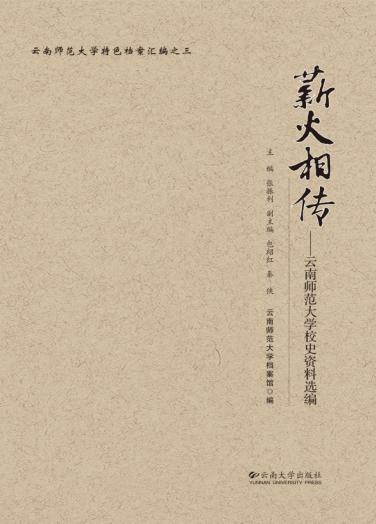 云南师范大学特色档案汇编之三
薪火相传
——云南师范大学校史资料选编
主 编 张振利 副主编 包绍红 秦 侠
云南师范大学档案馆◎编
云南大学出版社
YUNNAN UNIVERSITY PRESS